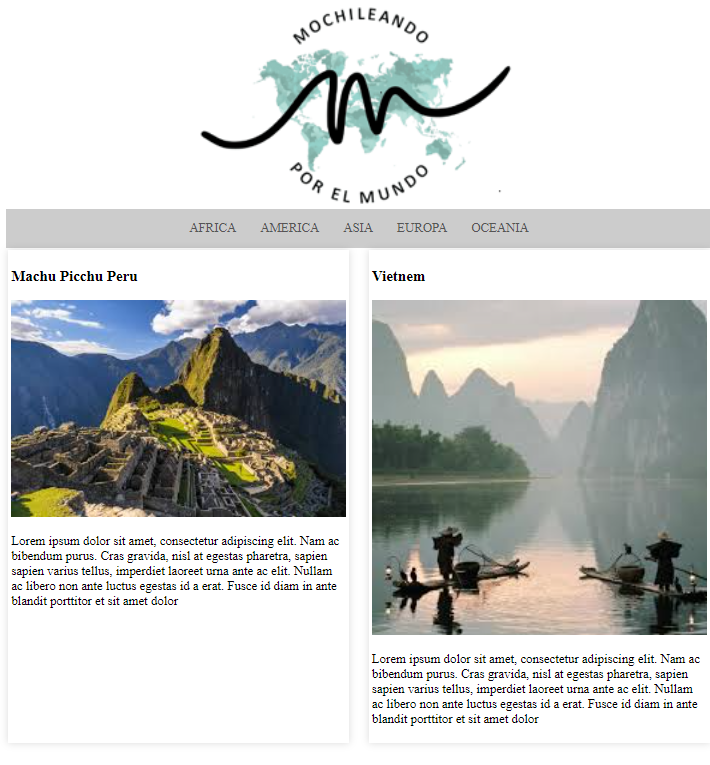 MOCHILEANDO
POR EL MUNDO
AFRICA AMERICA ASIA EUROPA OCEANIA
Machu Picchu Peru
Lorem ipsum dolor sit amet, consectetur adipiscing elit. Nam ac
bibendum purus. Cras gravida, nisl at egestas pharetra, sapien
sapien varius tellus, imperdiet laoreet urna ante ac elit. Nullam
ac libero non ante luctus egestas id a erat. Fusce id diam in ante
blandit porttitor et sit amet dolor
Vietnem
Lorem ipsum dolor sit amet, consectetur adipiscing elit. Nam ac
bibendum purus. Cras gravida, nisl at egestas pharetra, sapien
sapien varius tellus, imperdiet laoreet urna ante ac elit. Nullam
ac libero non ante luctus egestas id a erat. Fusce id diam in ante
blandit porttitor et sit amet dolor